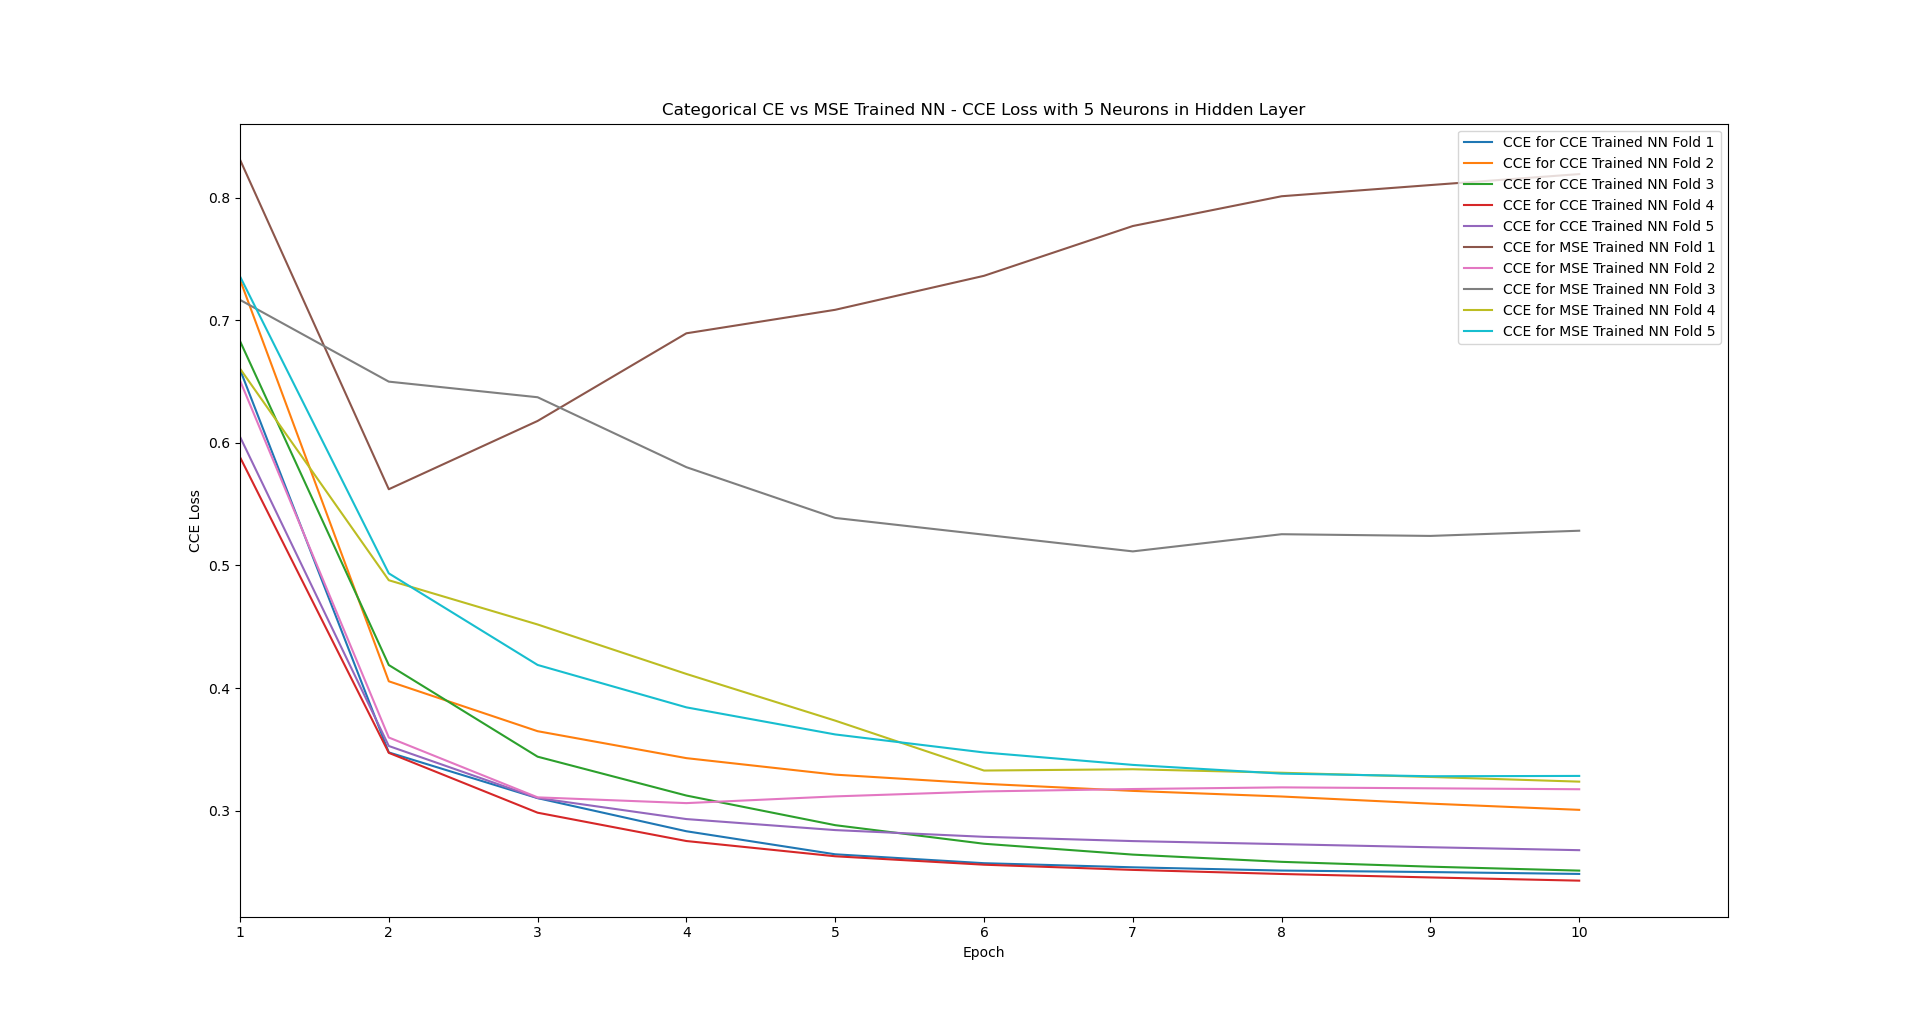 Categorical CE vs MSE Trained NN - CCE Loss with 5 Neurons in Hidden Layer
CCE for CCE Trained NN Fold 1
CCE for CCE Trained NN Fold 2
CCE for CCE Trained NN Fold 3
CCE for CCE Trained NN Fold 4
CCE for CCE Trained NN Fold 5
CCE for MSE Trained NN Fold 1
CCE for MSE Trained NN Fold 2
CCE for MSE Trained NN Fold 3
CCE for MSE Trained NN Fold 4
CCE for MSE Trained NN Fold 5
CCE Loss
0.8
0.7
0.6
0.5
0.4
0.3
1 2 3 4 5 6 7 8 9 10
Epoch